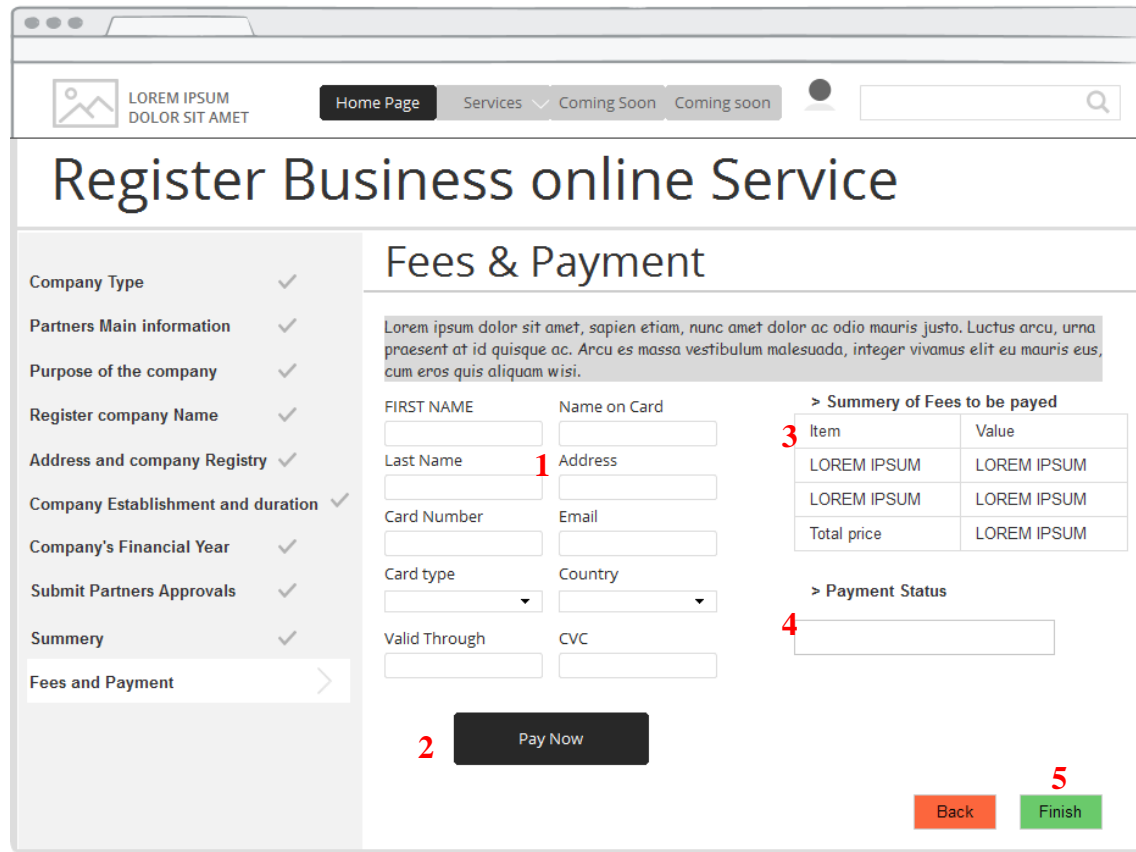 LOREM IPSUM
DOLOR SIT AMET
Home Page
Services
Coming Soon
Coming soon
Register Business online Service
Company Type
Partners Main information
Purpose of the company
Register company Name
Address and company Registry
Company Establishment and duration
Company's Financial Year
Submit Partners Approvals
Summery
Fees and Payment
Fees & Payment
Lorem ipsum dolor sit amet, sapien etiam, nunc amet dolor ac odio mauris justo. Luctus arcu, urna
praesent at id quisque ac. Arcu es massa vestibulum malesuada, integer vivamus elit eu mauris eus,
cum eros quis aliquam wisi.
FIRST NAME Name on Card
1
Last Name Address
Card Number Email
Card type Country
Valid Through CVC
2 Pay Now
> Summery of Fees to be payed
3 Item Value
LOREM IPSUM LOREM IPSUM
LOREM IPSUM LOREM IPSUM
Total price LOREM IPSUM
> Payment Status
4
5
Back Finish